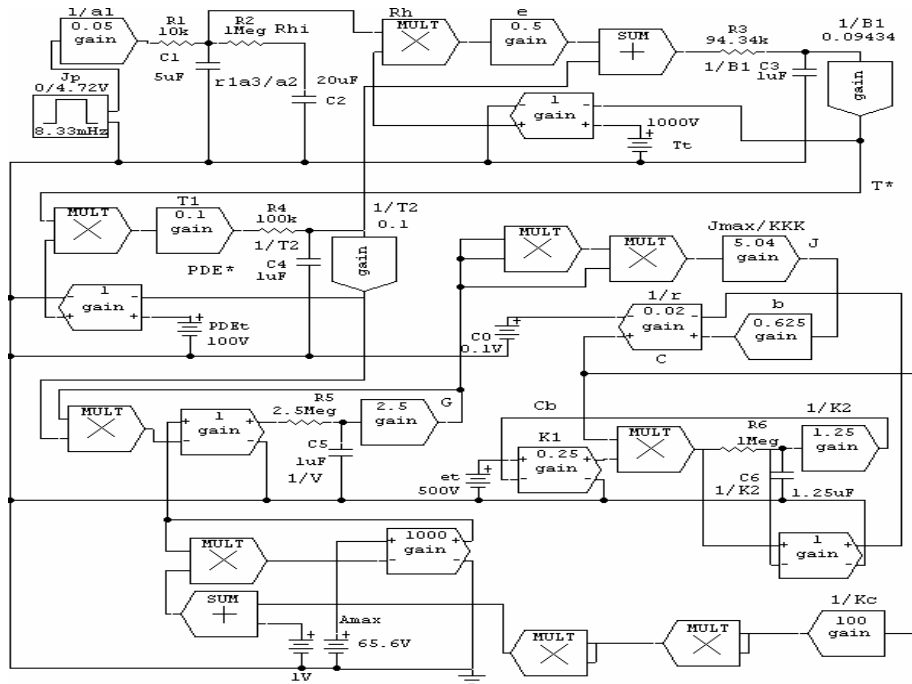 1/a1
0.05
gain
R1
10k
R2
1Meg
Rhi
C1
5uF
r1a3/a2
20uF
C2
Jp
0/4.72V
8.33mHz
Rh
MULT
e
0.5
gain
SUM
+
R3
94.34k
1/B1
1/B1
0.09434
C3
1uF
gain
1
gain
1000V
Tt
T*
MULT
T1
0.1
gain
R4
100k
1/T2
1/T2
0.1
gain
C4
1uF
PDE*
1
gain
PDEt
100V
MULT
MULT
Jmax/KKK
5.04
gain
J
1/r
0.02
gain
C
b
0.625
gain
C0
0.1V
MULT
1
gain
R5
2.5Meg
2.5
gain
G
C5
1uF
1/V
Cb
K1
0.25
gain
et
500V
MULT
R6
1Meg
1/K2
1.25
gain
C6
1/K2
1.25uF
1
gain
MULT
1000
gain
SUM
+
Amax
65.6V
1V
MULT
MULT
1/Kc
100
gain